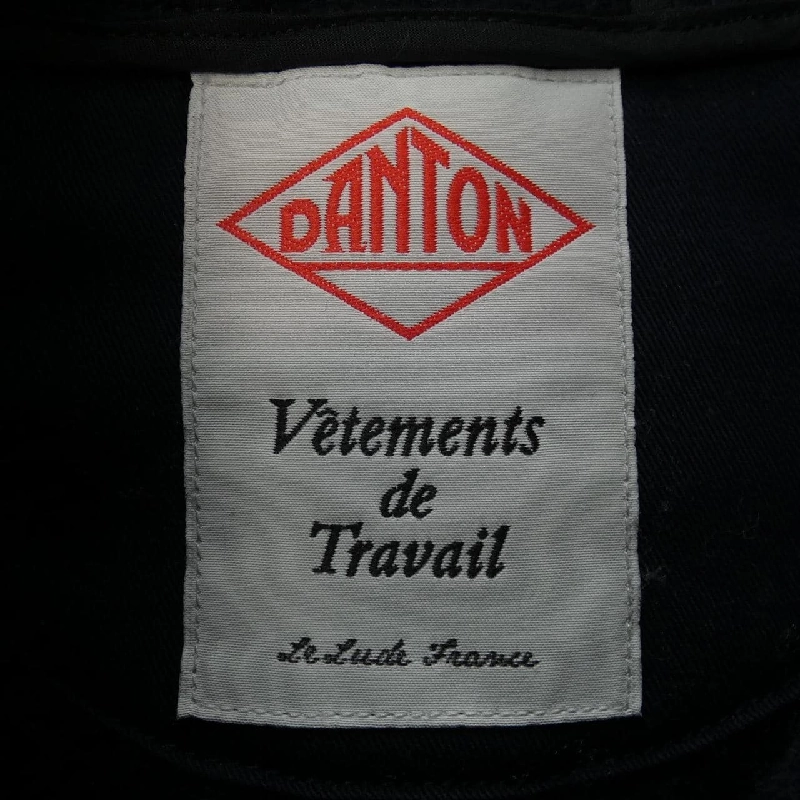 DANTON
Vêtements
de
Travail
Le Lude France